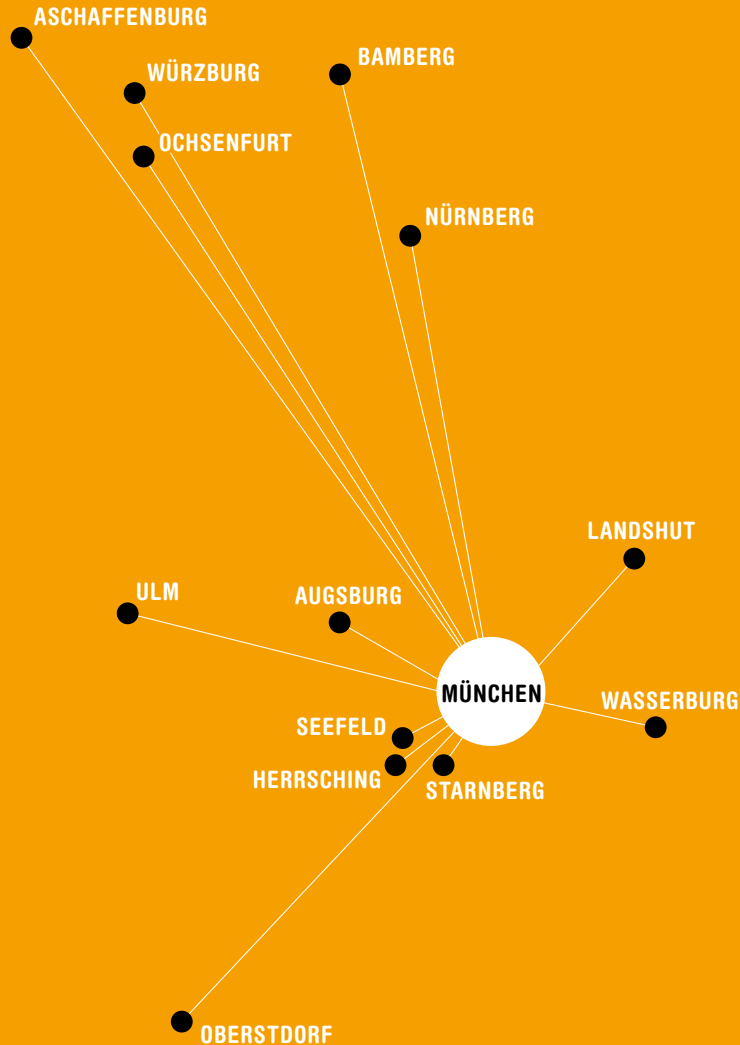 ASCHAFFENBURG
BAMBERG
WÜRZBURG
OCHSENFURT
NÜRNBERG
LANDSHUT
ULM
AUGSBURG
MÜNCHEN
WASSERBURG
SEEFELD
HERRSCHING
STARNBERG
OBERSTDORF